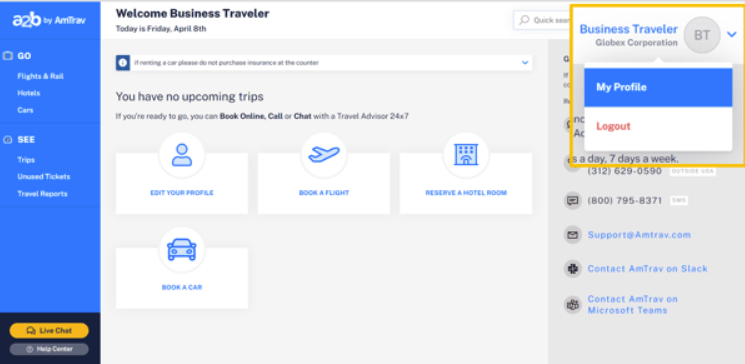 a2b by AmTrav
GO
Flights & Rail
Hotels
Cars
SEE
Trips
Unused Tickets
Travel Reports
Live Chat
Help Center
Welcome Business Traveler
Today is Friday, April 8th
Quick sear
If renting a car please do not purchase insurance at the counter
You have no upcoming trips
If you're ready to go, you can Book Online, Call or Chat with a Travel Advisor 24x7
EDIT YOUR PROFILE
BOOK A FLIGHT
RESERVE A HOTEL ROOM
BOOK A CAR
Business Traveler
Globex Corporation
BT
My Profile
Logout
s a day, 7 days a week.
(312) 629-0590 OUTSIDE USA
(800) 795-8371 SMS
Support@Amtrav.com
Contact AmTrav on Slack
Contact AmTrav on
Microsoft Teams